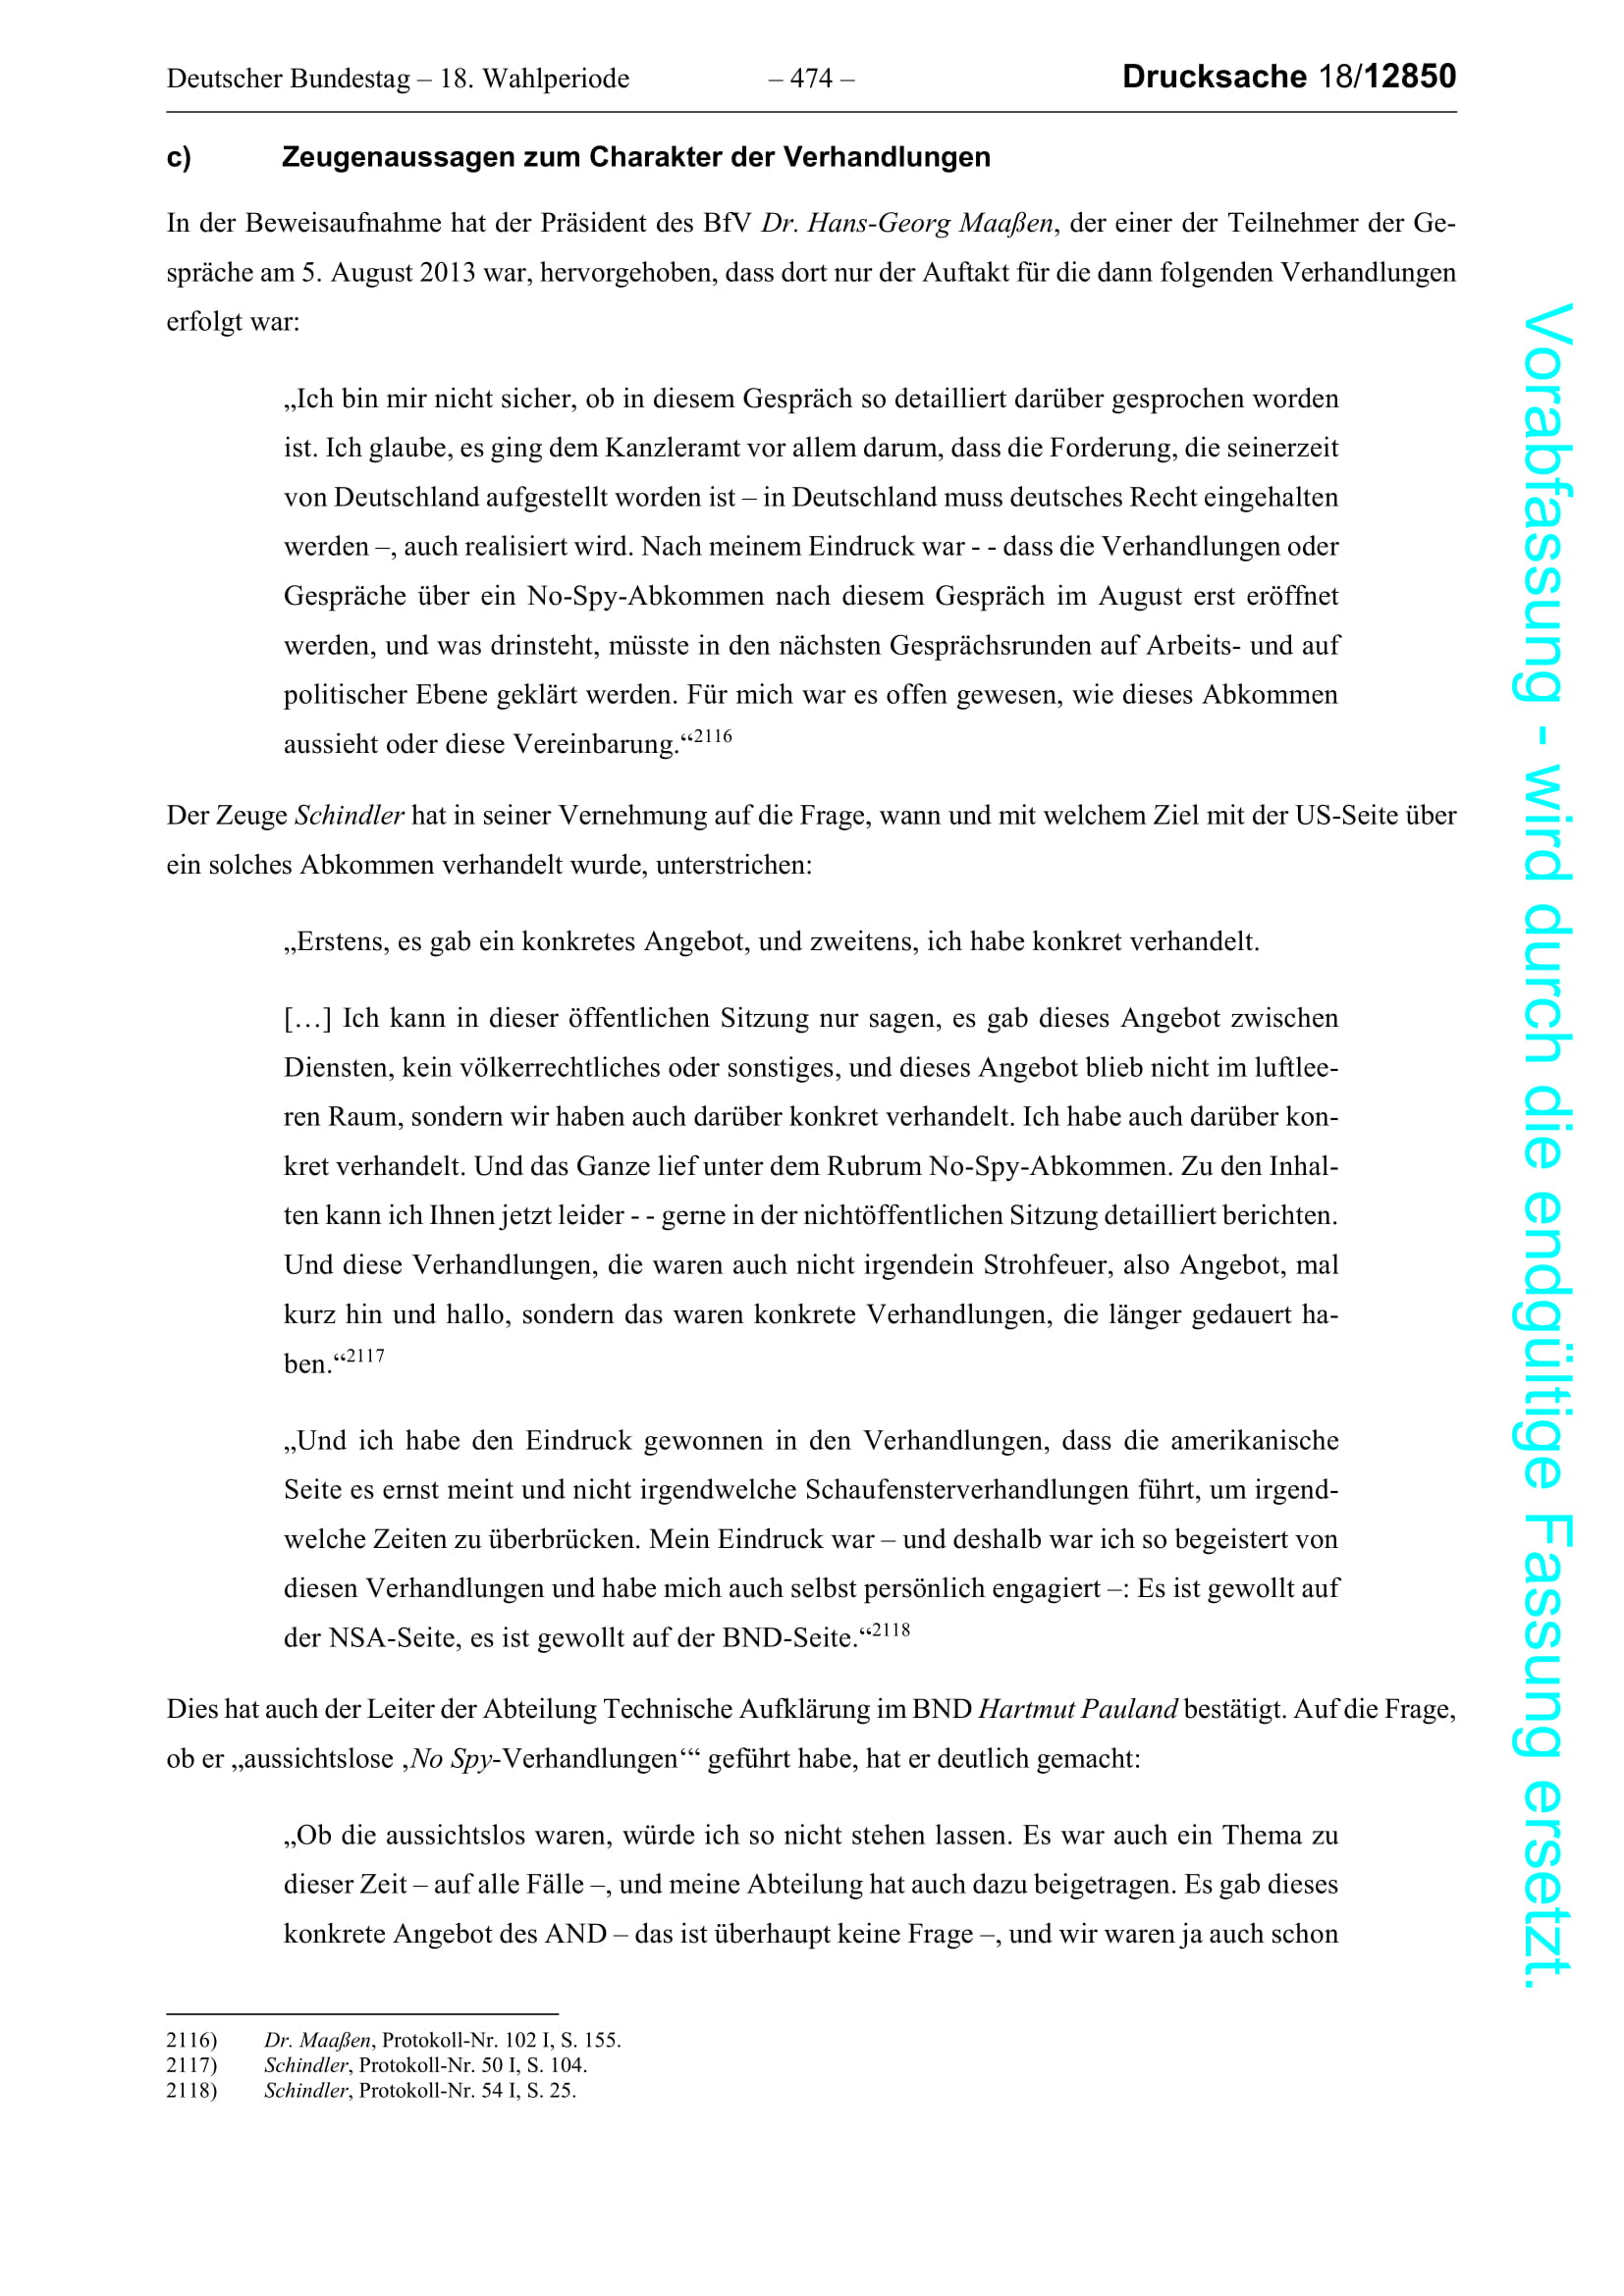 Deutscher Bundestag – 18. Wahlperiode – 474 – Drucksache 18/12850
c) Zeugenaussagen zum Charakter der Verhandlungen
In der Beweisaufnahme hat der Präsident des BfV Dr. Hans-Georg Maaßen, der einer der Teilnehmer der Ge-
spräche am 5. August 2013 war, hervorgehoben, dass dort nur der Auftakt für die dann folgenden Verhandlungen
erfolgt war:
„Ich bin mir nicht sicher, ob in diesem Gespräch so detailliert darüber gesprochen worden
ist. Ich glaube, es ging dem Kanzleramt vor allem darum, dass die Forderung, die seinerzeit
von Deutschland aufgestellt worden ist – in Deutschland muss deutsches Recht eingehalten
werden –, auch realisiert wird. Nach meinem Eindruck war - - dass die Verhandlungen oder
Gespräche über ein No-Spy-Abkommen nach diesem Gespräch im August erst eröffnet
werden, und was drinsteht, müsste in den nächsten Gesprächsrunden auf Arbeits- und auf
politischer Ebene geklärt werden. Für mich war es offen gewesen, wie dieses Abkommen
aussieht oder diese Vereinbarung.“2116
Der Zeuge Schindler hat in seiner Vernehmung auf die Frage, wann und mit welchem Ziel mit der US-Seite über
ein solches Abkommen verhandelt wurde, unterstrichen:
„Erstens, es gab ein konkretes Angebot, und zweitens, ich habe konkret verhandelt.
[…] Ich kann in dieser öffentlichen Sitzung nur sagen, es gab dieses Angebot zwischen
Diensten, kein völkerrechtliches oder sonstiges, und dieses Angebot blieb nicht im luftlee-
ren Raum, sondern wir haben auch darüber konkret verhandelt. Ich habe auch darüber kon-
kret verhandelt. Und das Ganze lief unter dem Rubrum No-Spy-Abkommen. Zu den Inhal-
ten kann ich Ihnen jetzt leider - - gerne in der nichtöffentlichen Sitzung detailliert berichten.
Und diese Verhandlungen, die waren auch nicht irgendein Strohfeuer, also Angebot, mal
kurz hin und hallo, sondern das waren konkrete Verhandlungen, die länger gedauert ha-
ben.“2117
„Und ich habe den Eindruck gewonnen in den Verhandlungen, dass die amerikanische
Seite es ernst meint und nicht irgendwelche Schaufensterverhandlungen führt, um irgend-
welche Zeiten zu überbrücken. Mein Eindruck war – und deshalb war ich so begeistert von
diesen Verhandlungen und habe mich auch selbst persönlich engagiert –: Es ist gewollt auf
der NSA-Seite, es ist gewollt auf der BND-Seite.“2118
Dies hat auch der Leiter der Abteilung Technische Aufklärung im BND Hartmut Pauland bestätigt. Auf die Frage,
ob er „aussichtslose ‚No Spy-Verhandlungen‘“ geführt habe, hat er deutlich gemacht:
„Ob die aussichtslos waren, würde ich so nicht stehen lassen. Es war auch ein Thema zu
dieser Zeit – auf alle Fälle –, und meine Abteilung hat auch dazu beigetragen. Es gab dieses
konkrete Angebot des AND – das ist überhaupt keine Frage –, und wir waren ja auch schon
2116) Dr. Maaßen, Protokoll-Nr. 102 I, S. 155.
2117) Schindler, Protokoll-Nr. 50 I, S. 104.
2118) Schindler, Protokoll-Nr. 54 I, S. 25.
Vorabfassung - wird durch die endgültige Fassung ersetzt.